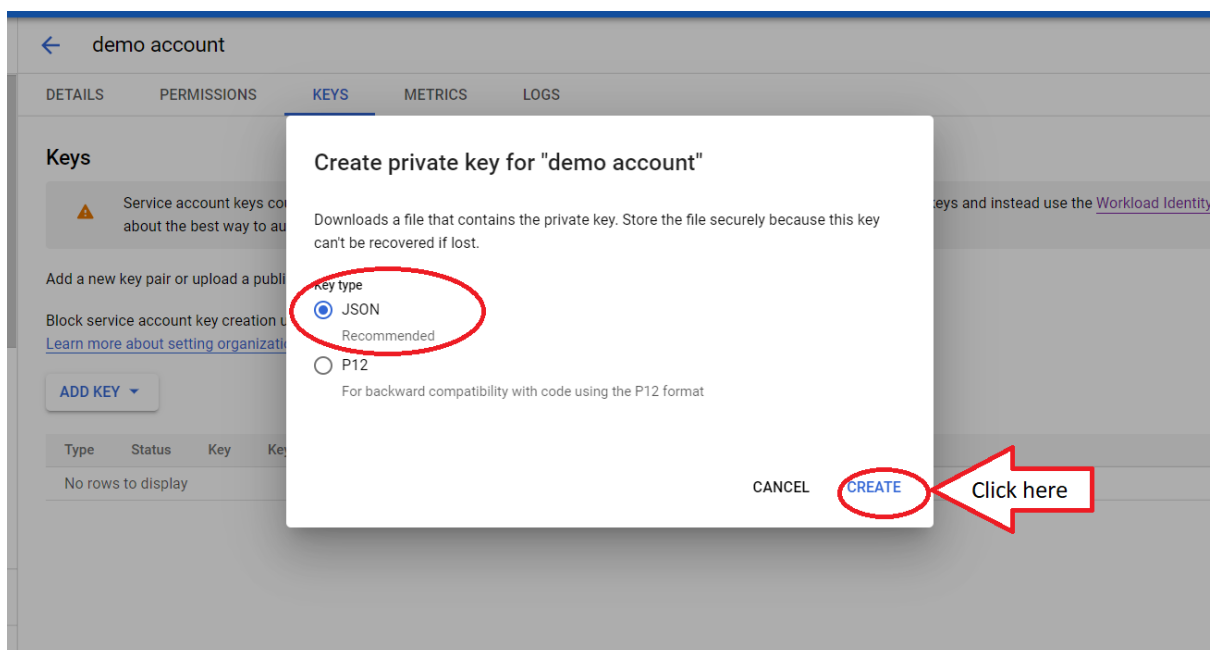 demo account
DETAILS PERMISSIONS KEYS METRICS LOGS
Keys
Service account keys cou
keys and instead use the Workload Identity
about the best way to au
Add a new key pair or upload a publi
Block service account key creation u
Learn more about setting organizati
ADD KEY
Type Status Key Key
No rows to display
Create private key for "demo account"
Downloads a file that contains the private key. Store the file securely because this key
can't be recovered if lost.
Key type
JSON
Recommended
P12
For backward compatibility with code using the P12 format
CANCEL CREATE
Click here